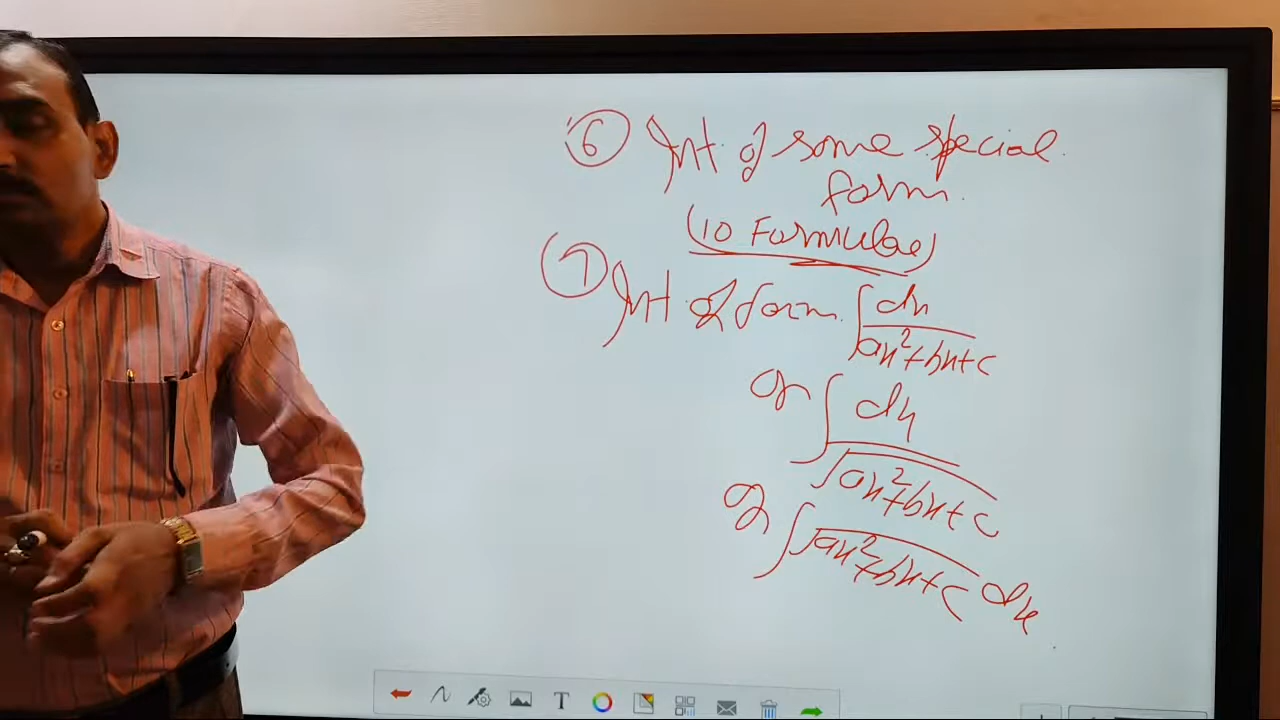 6 Int. of some special
form.
(10 Formulae)
7 Int of form. ∫ dx / ax²+bx+c
or ∫ dx / √ax²+bx+c
or ∫ √ax²+bx+c dx
T